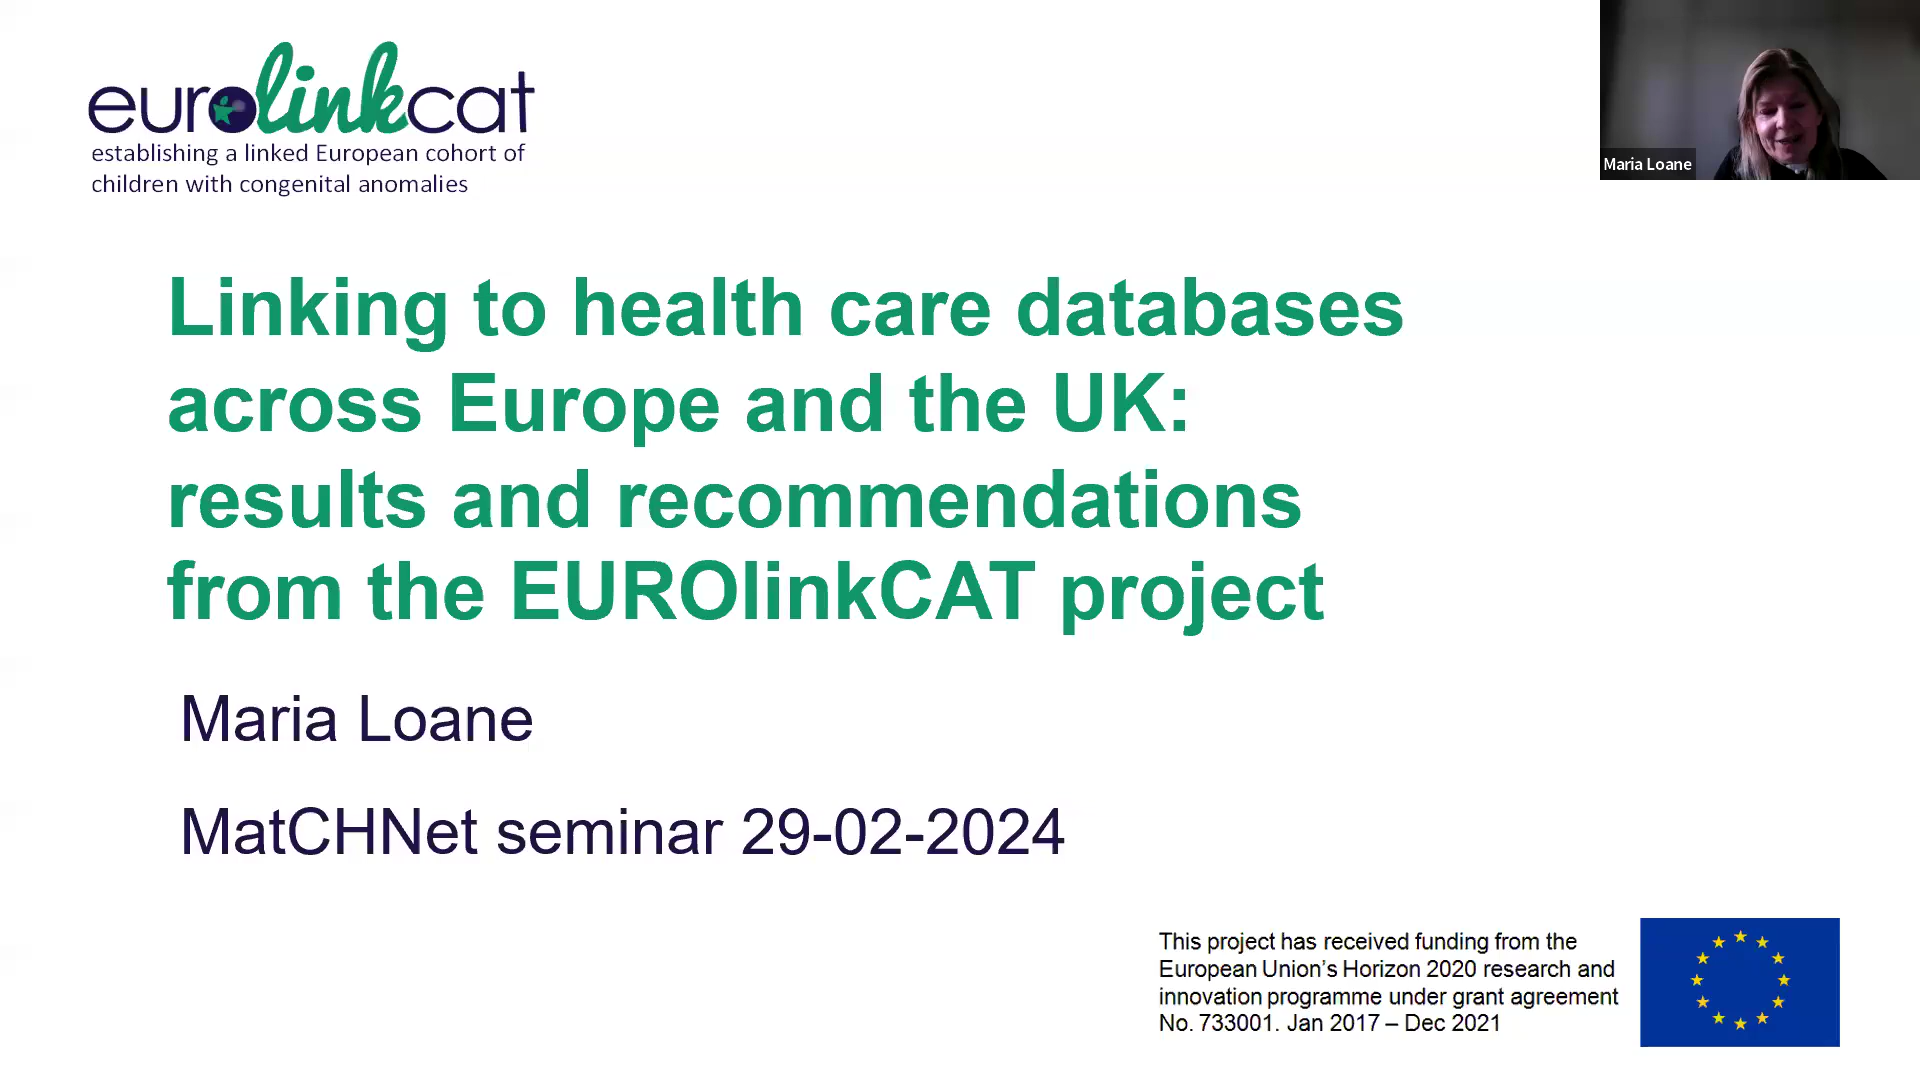 eurolinkcat
establishing a linked European cohort of
children with congenital anomalies
Maria Loane
Linking to health care databases
across Europe and the UK:
results and recommendations
from the EUROlinkCAT project
Maria Loane
MatCHNet seminar 29-02-2024
This project has received funding from the
European Union’s Horizon 2020 research and
innovation programme under grant agreement
No. 733001. Jan 2017 – Dec 2021